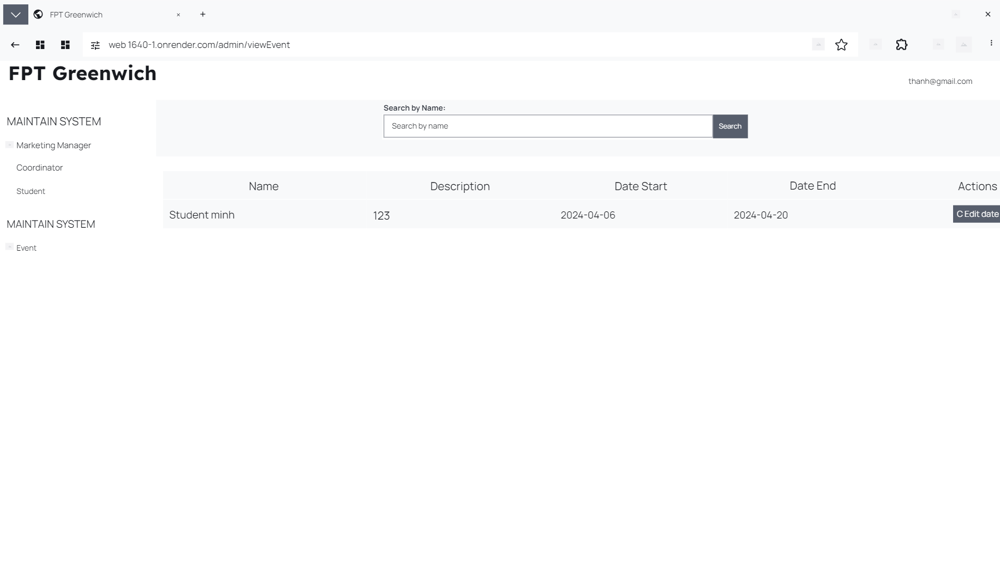 FPT Greenwich
web 1640-1.onrender.com/admin/viewEvent
FPT Greenwich
thanh@gmail.com
MAINTAIN SYSTEM
Marketing Manager
Coordinator
Student
MAINTAIN SYSTEM
Event
Search by Name:
Search by name
Search
Name Description Date Start Date End Actions
Student minh 123 2024-04-06 2024-04-20 C Edit date